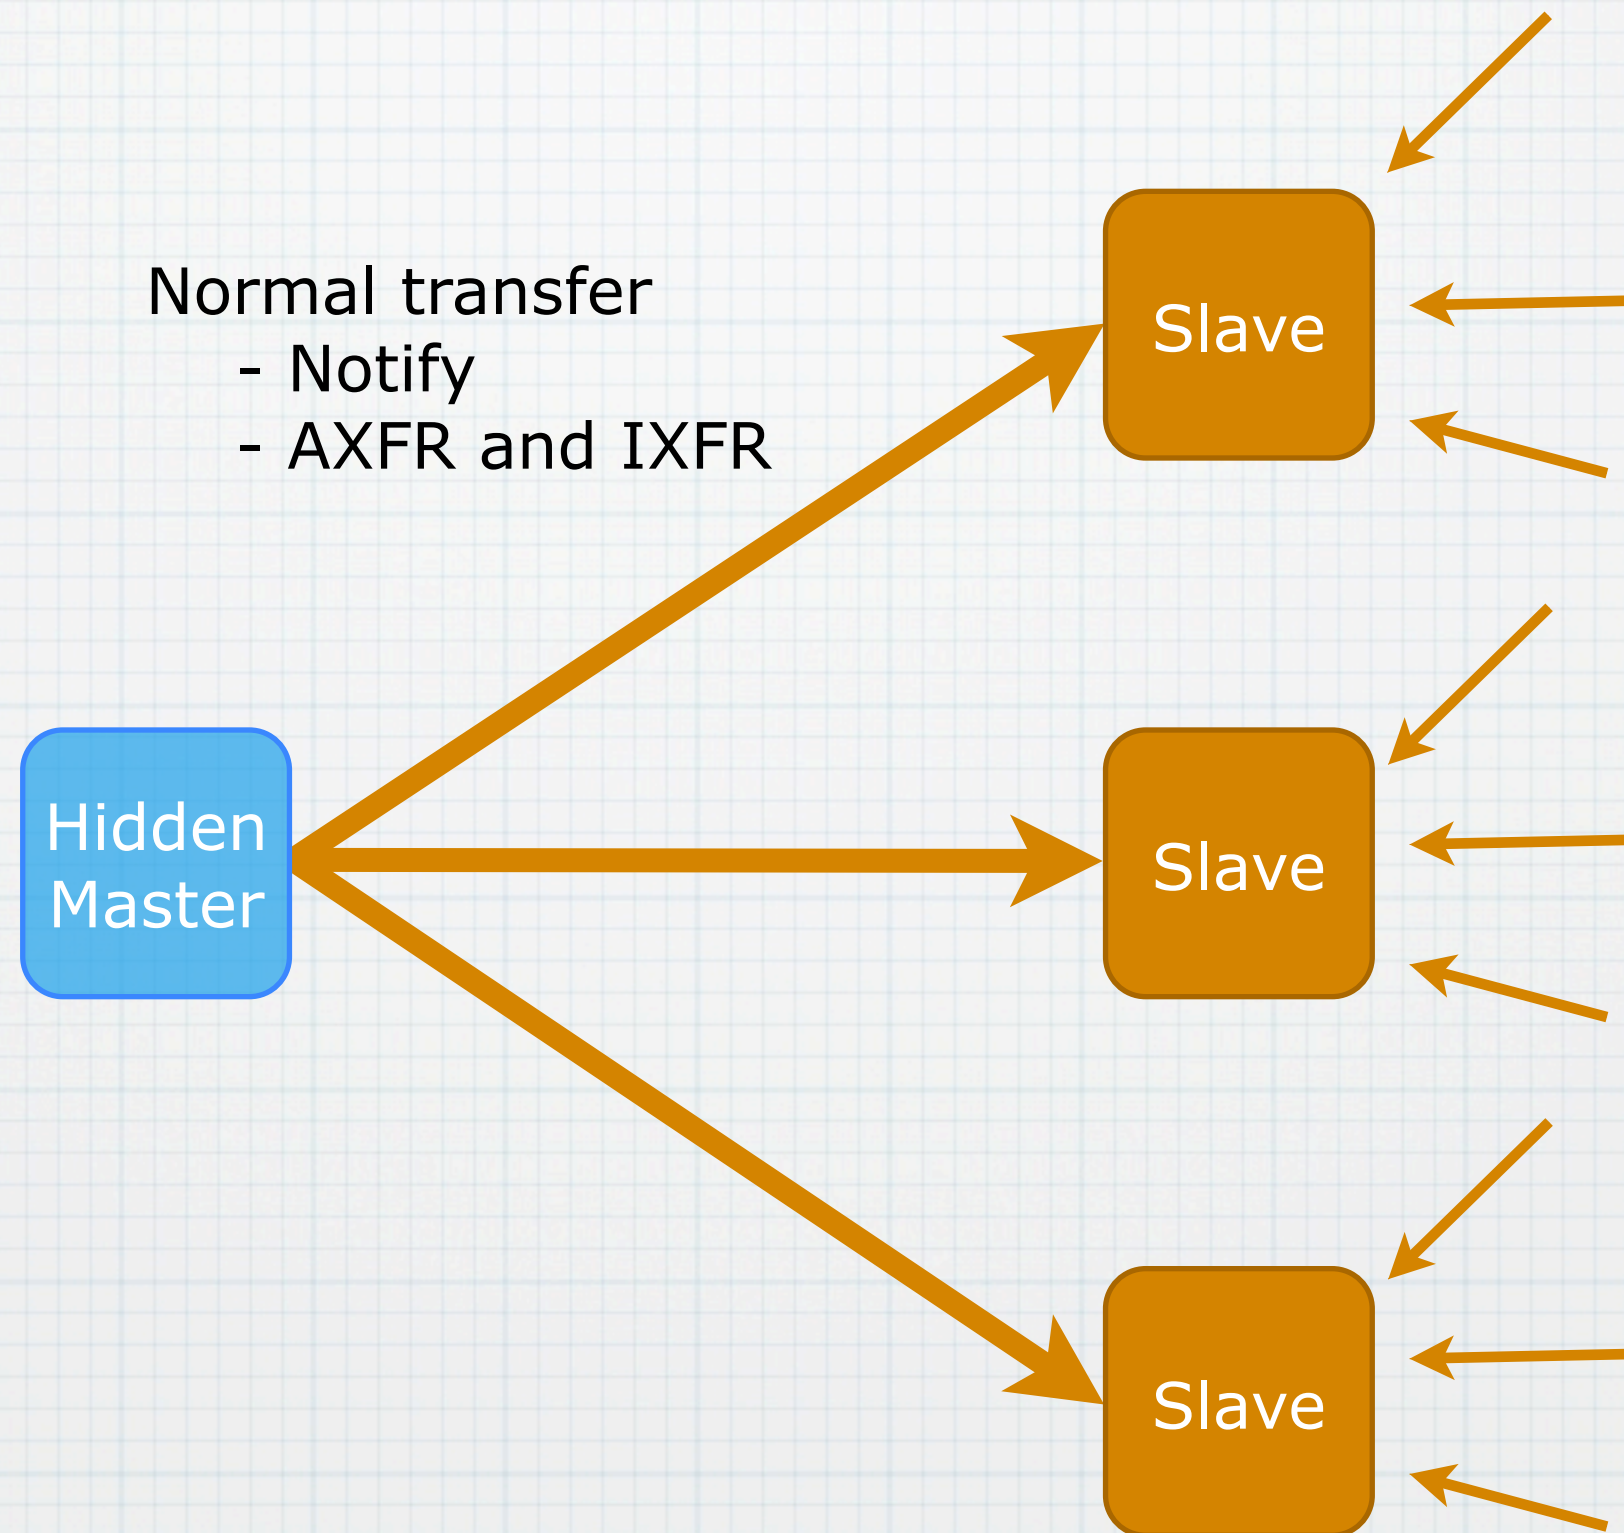 Normal transfer
- Notify
- AXFR and IXFR
Slave
Hidden
Master
Slave
Slave